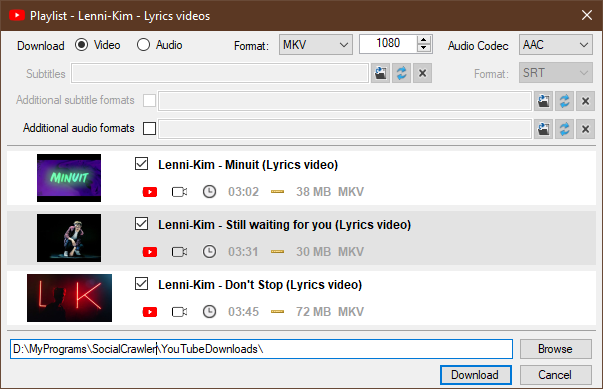 Playlist - Lenni-Kim - Lyrics videos
Download Video Audio Format: MKV 1080 Audio Codec AAC
Subtitles Format: SRT
Additional subtitle formats
Additional audio formats
MINUIT
Lenni-Kim - Minuit (Lyrics video)
03:02 38 MB MKV
Lenni-Kim - Still waiting for you (Lyrics video)
03:31 30 MB MKV
L K
Lenni-Kim - Don't Stop (Lyrics video)
03:45 72 MB MKV
D:\MyPrograms\SocialCrawler\YouTubeDownloads\ Browse
Download Cancel